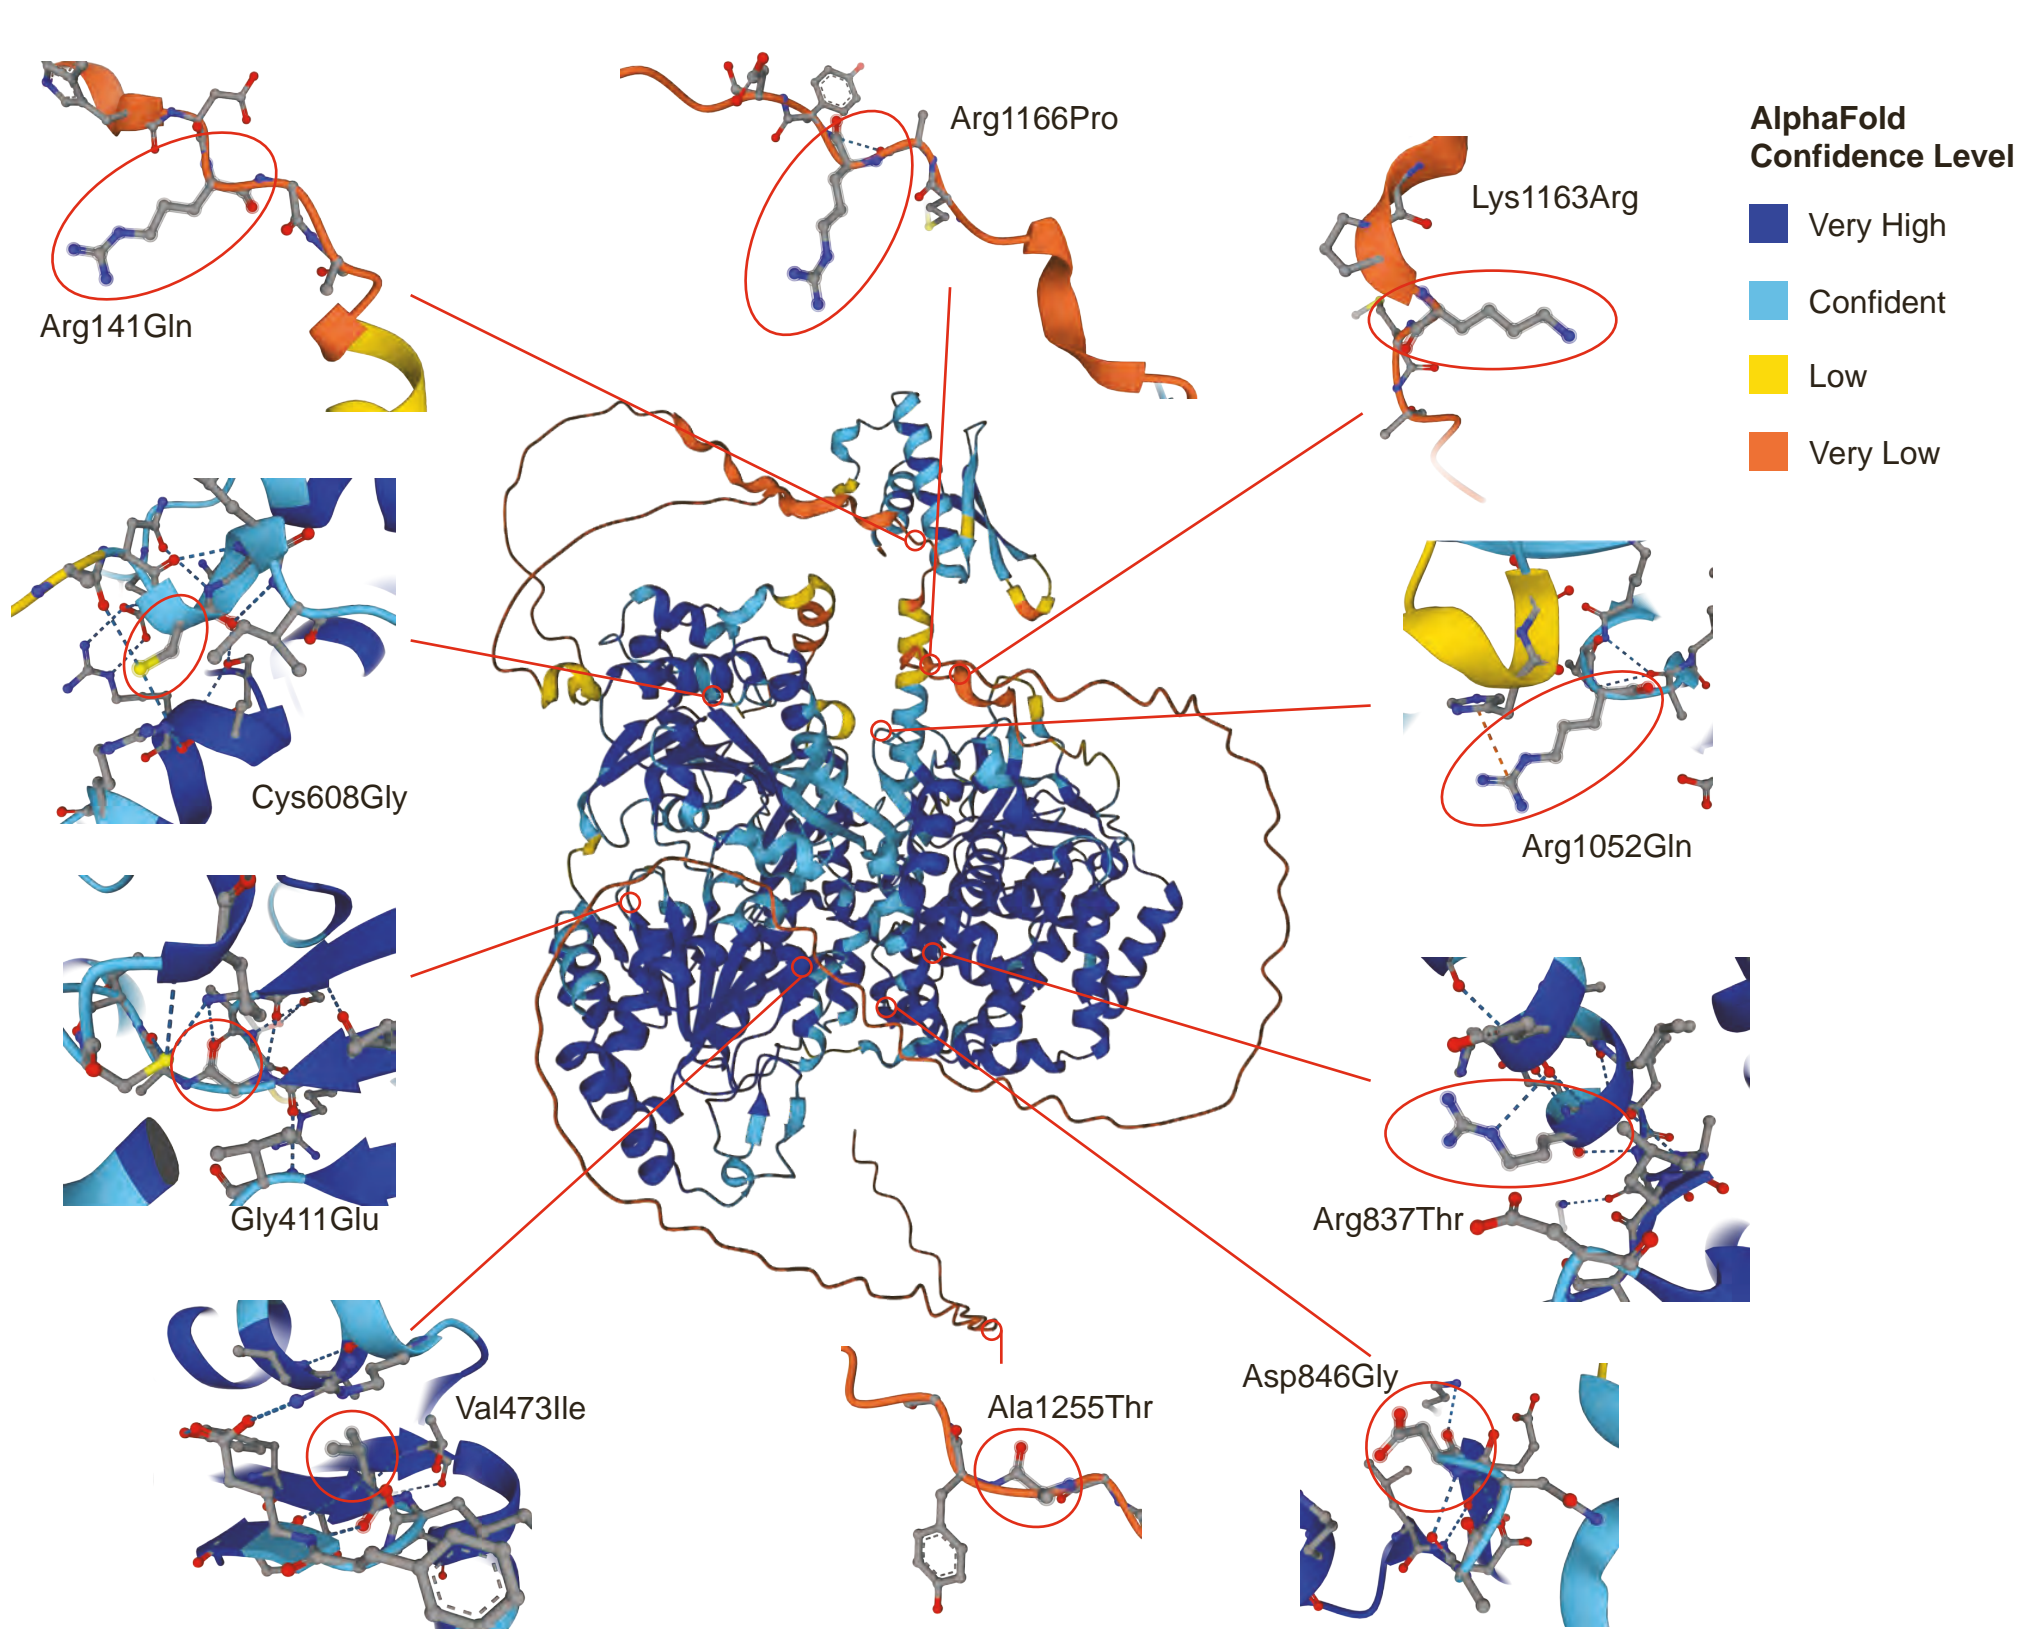 Arg1166Pro
AlphaFold
Confidence Level
Lys1163Arg
Very High
Arg141Gln
Confident
Low
Very Low
Cys608Gly
Arg1052Gln
Gly411Glu
Arg837Thr
Asp846Gly
Val473Ile
Ala1255Thr